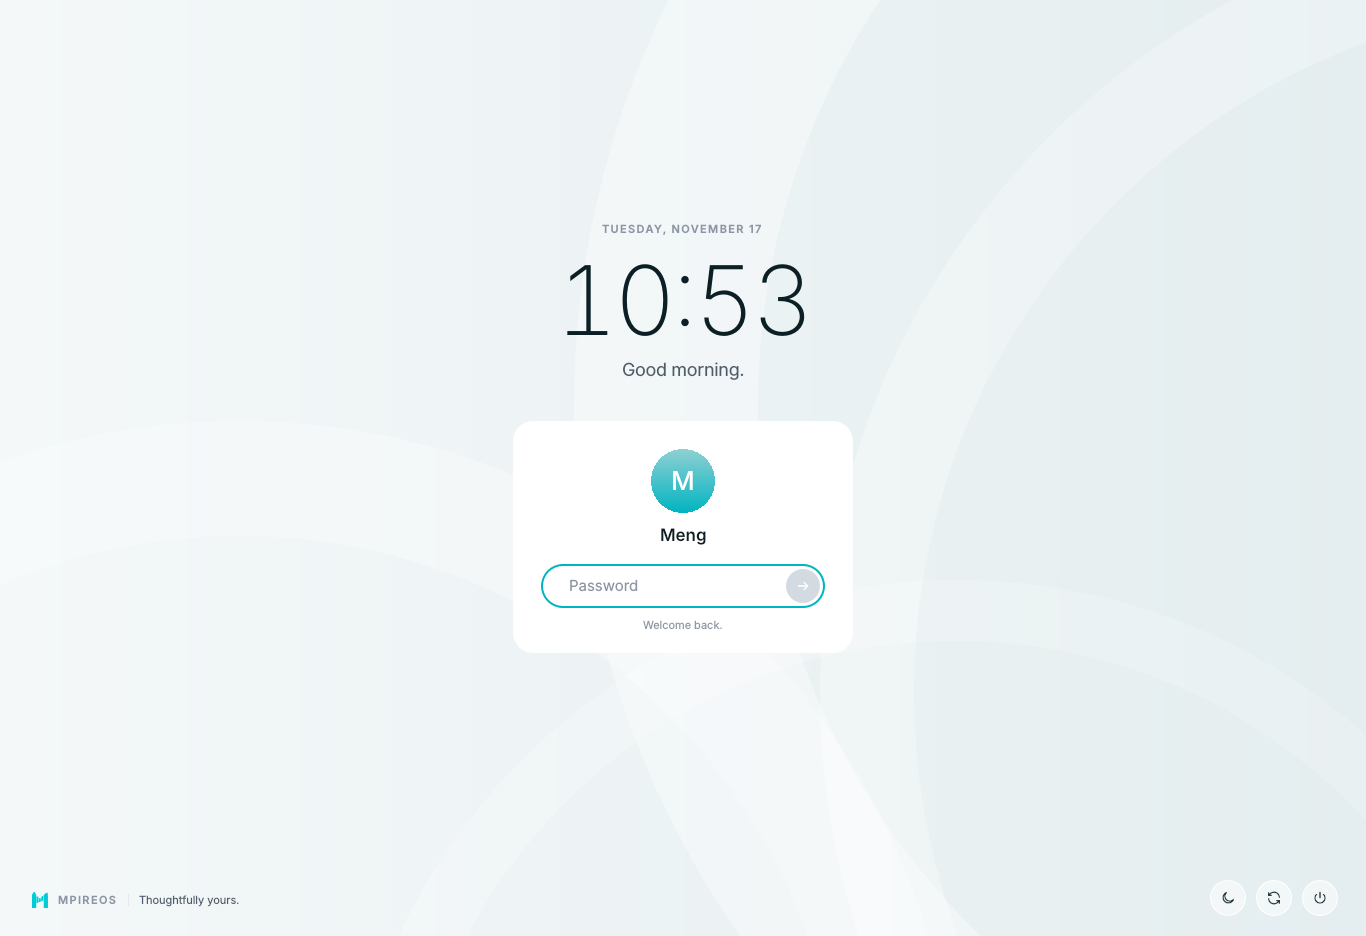 TUESDAY, NOVEMBER 17
10:53
Good morning.
M
Meng
Password
Welcome back.
MPIREOS
Thoughtfully yours.